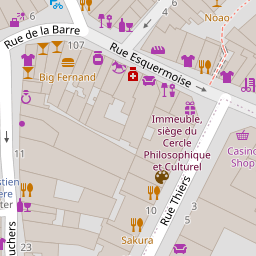 Noao
Rue de la Barre
107
Rue Esquermoise
Big Fernand
Immeuble,
siège du
Cercle
Philosophique
et Culturel
Casino
Shop
111
10
Rue Thiers
11
Sakura
23